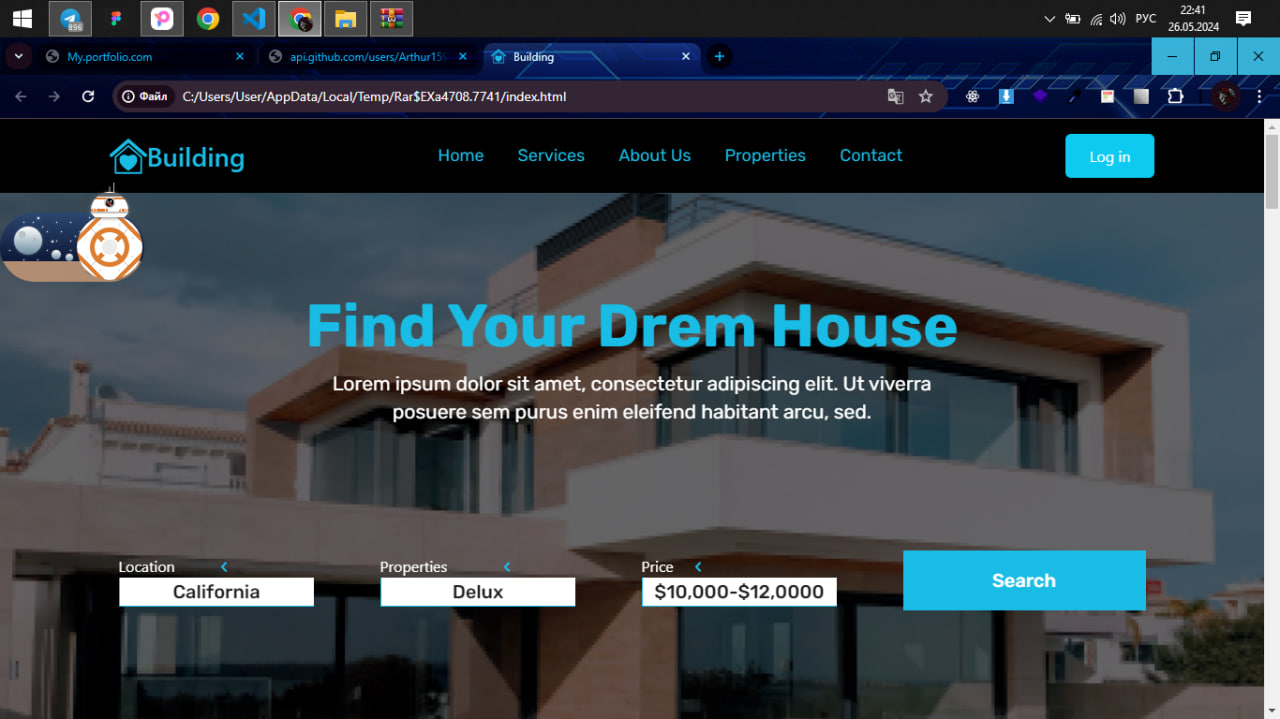 896
РУС
22:41
26.05.2024
My.portfolio.com
api.github.com/users/Arthur159
Building
Файл
C:/Users/User/AppData/Local/Temp/Rar$EXa4708.7741/index.html
Building
Home
Services
About Us
Properties
Contact
Log in
Find Your Drem House
Lorem ipsum dolor sit amet, consectetur adipiscing elit. Ut viverra
posuere sem purus enim eleifend habitant arcu, sed.
Location
Properties
Price
California
Delux
$10,000-$12,0000
Search